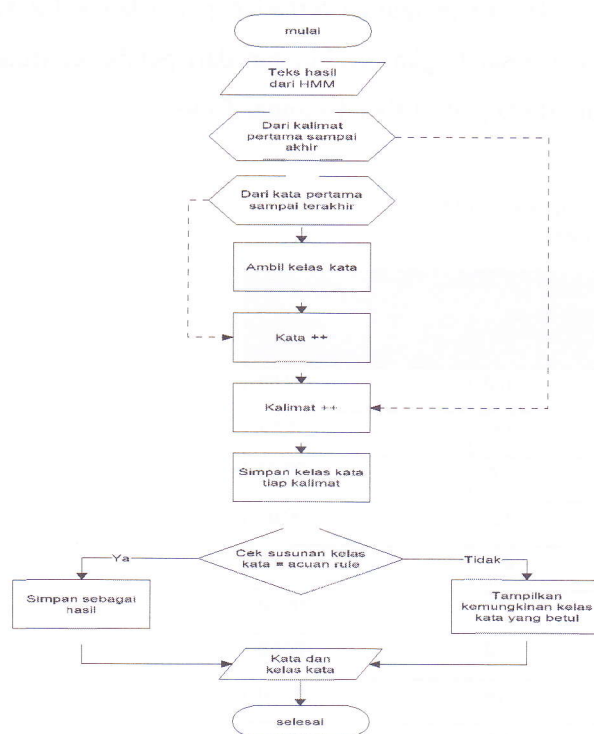 mulai
Teks hasil
dari HMM
Dari kalimat
pertama sampai
akhir
Dari kata pertama
sampai terakhir
Ambil kelas kata
Kata ++
Kalimat ++
Simpan kelas kata
tiap kalimat
Cek susunan kelas
kata = acuan rule
Ya
Tidak
Simpan sebagai
hasil
Tampilkan
kemungkinan kelas
kata yang betul
Kata dan
kelas kata
selesai